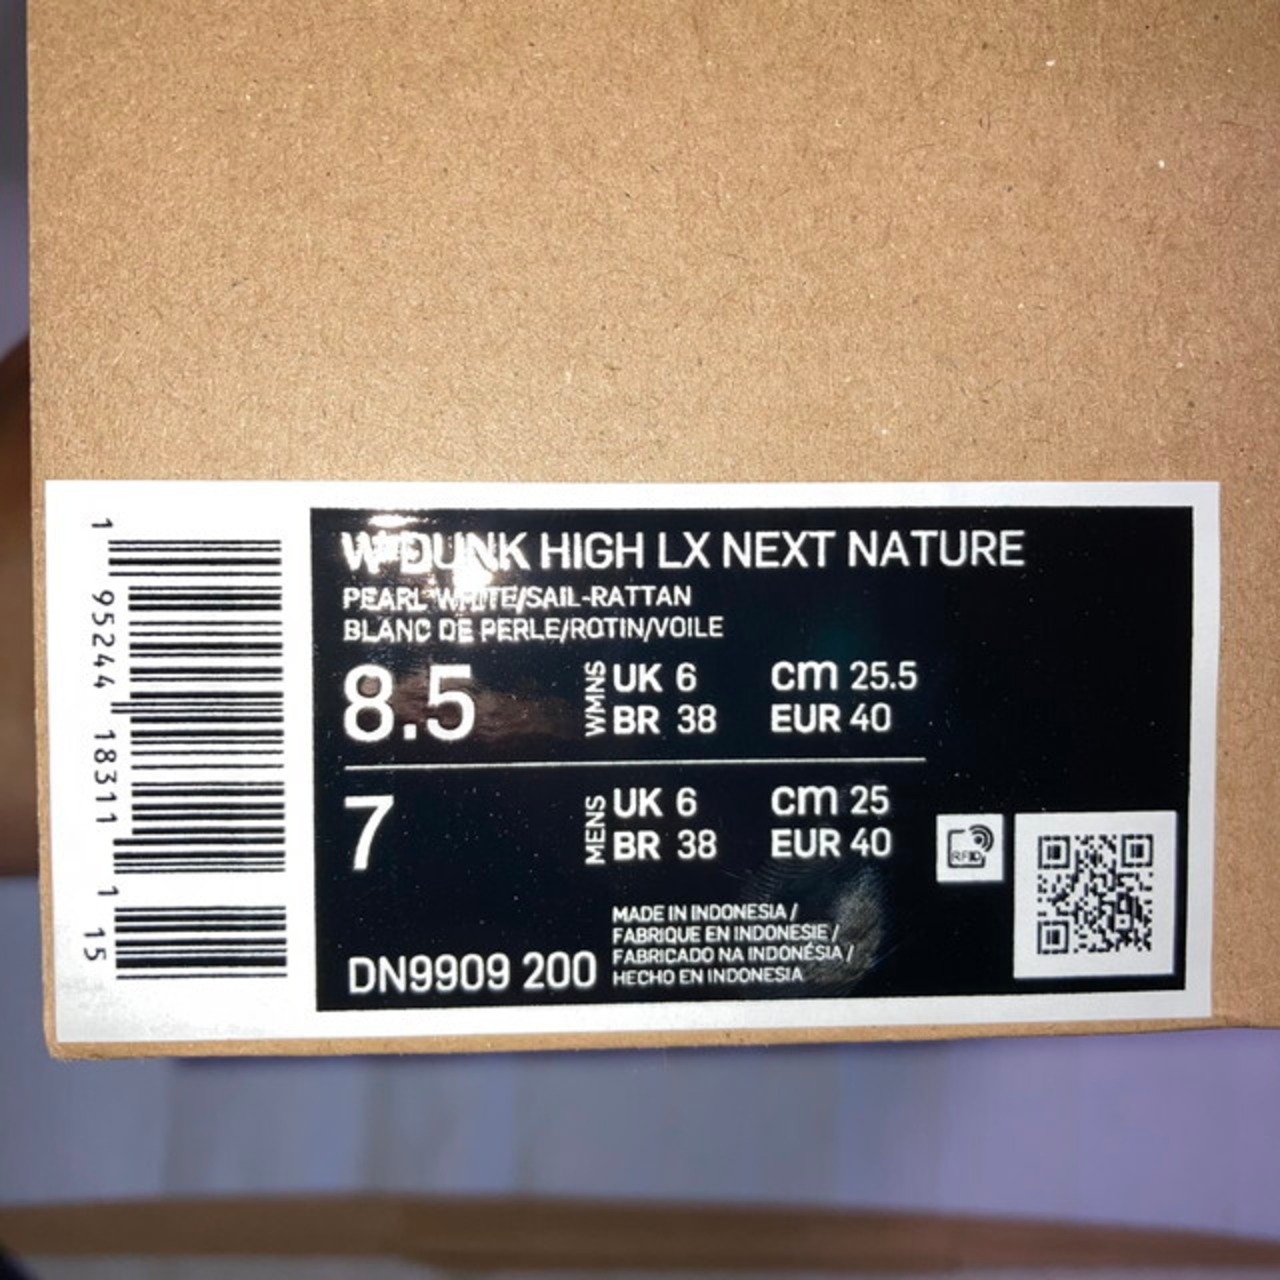 1 95244 18311 1 15
W DUNK HIGH LX NEXT NATURE
PEARL WHITE/SAIL-RATTAN
BLANC DE PERLE/ROTIN/VOILE
8.5
WMNS
UK 6 cm 25.5
BR 38 EUR 40
7
MENS
UK 6 cm 25
BR 38 EUR 40
RFID
DN9909 200
MADE IN INDONESIA /
FABRIQUE EN INDONESIE /
FABRICADO NA INDONÉSIA /
HECHO EN INDONESIA